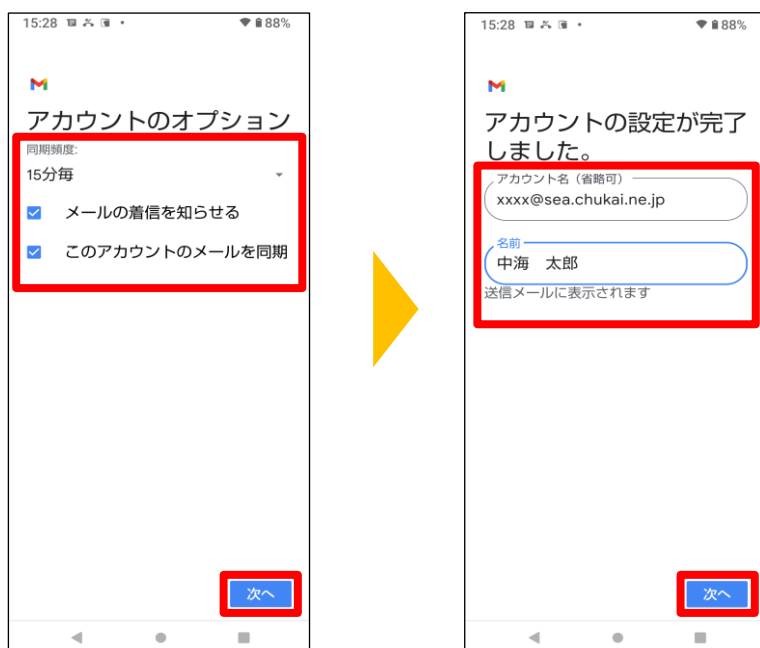 15:28 88%
アカウントのオプション
同期頻度:
15分毎
メールの着信を知らせる
このアカウントのメールを同期
次へ
15:28 88%
アカウントの設定が完了
しました。
アカウント名（省略可）
xxxx@sea.chukai.ne.jp
名前
中海　太郎
送信メールに表示されます
次へ